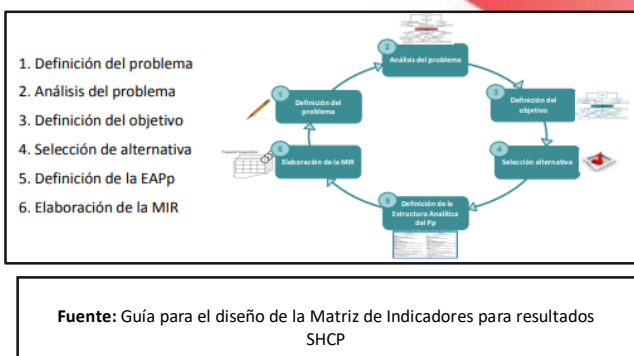 1. Definición del problema
2. Análisis del problema
3. Definición del objetivo
4. Selección de alternativa
5. Definición de la EAPp
6. Elaboración de la MIR
1
Definición del
problema
2
Análisis del problema
3
Definición del
objetivo
4
Selección alternativa
5
Definición de la
Estructura Analítica
del Pp
6
Elaboración de la MIR
Fuente: Guía para el diseño de la Matriz de Indicadores para resultados
SHCP